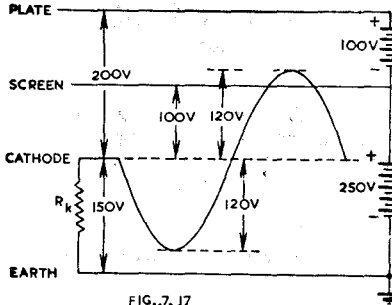 PLATE
+
100V
-
200V
SCREEN
100V
120V
CATHODE
+
250V
-
Rk
150V
120V
EARTH
FIG. 7. 17